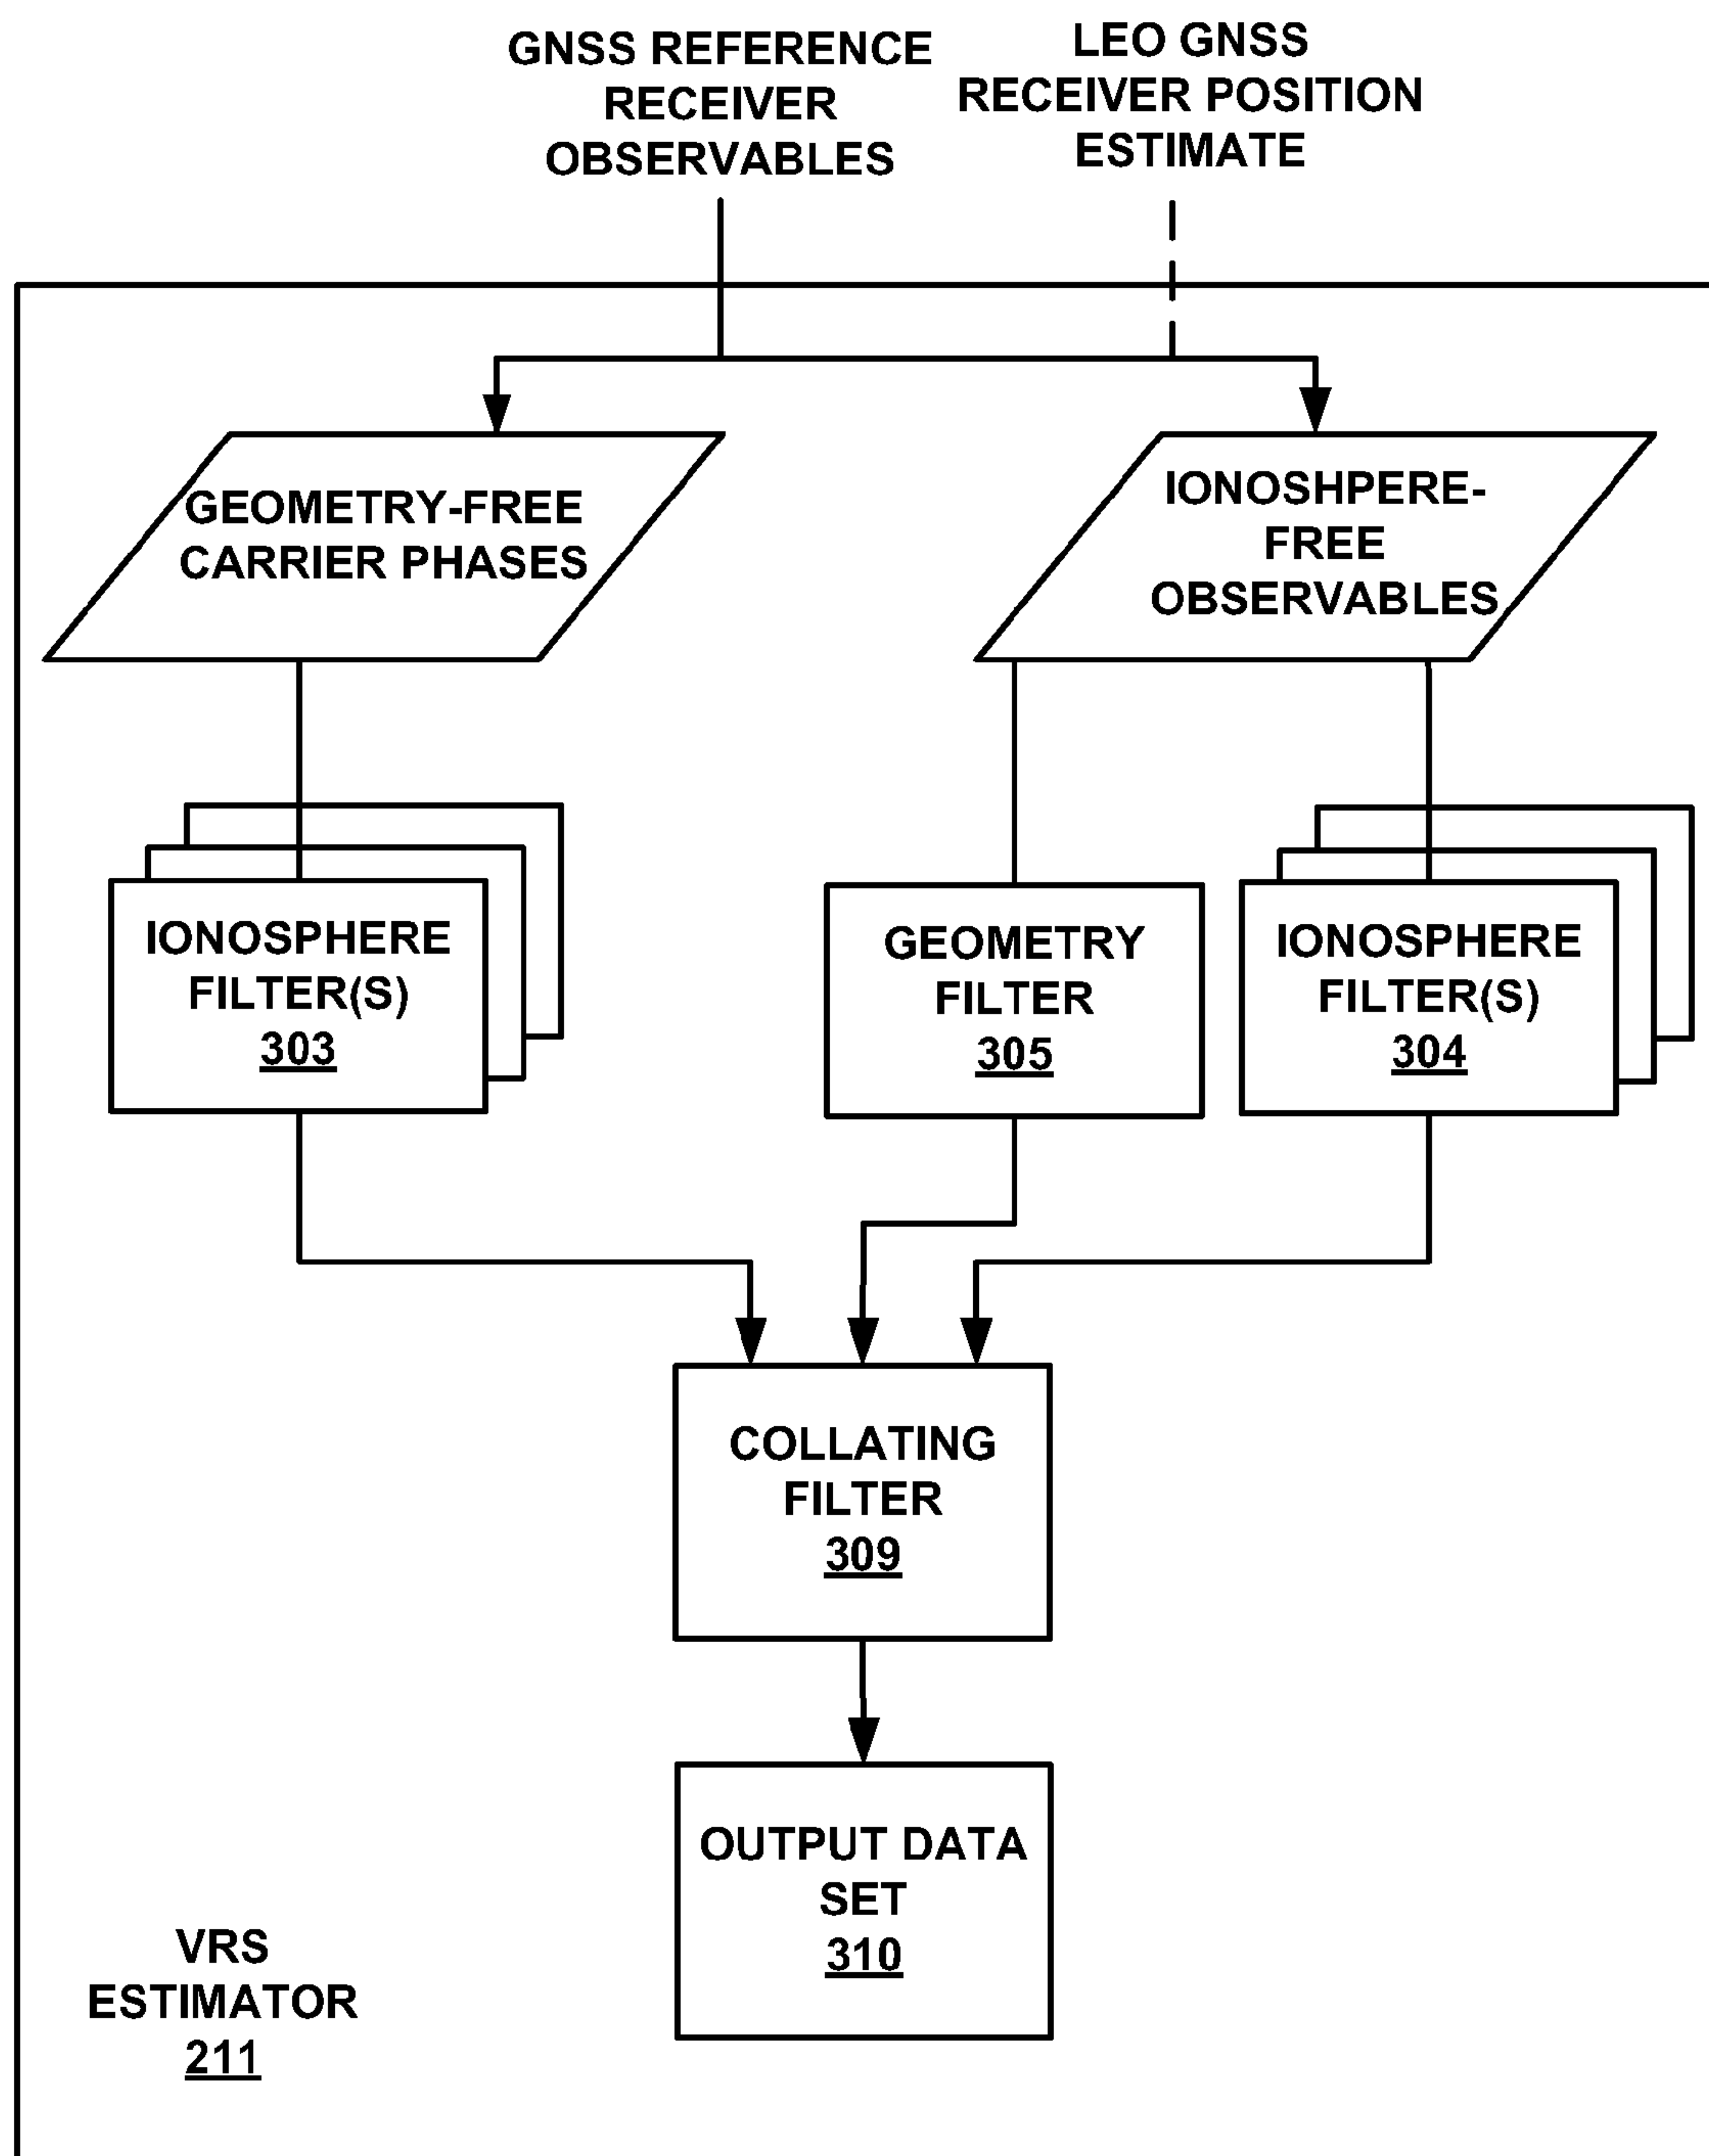 GNSS REFERENCE
RECEIVER
OBSERVABLES
LEO GNSS
RECEIVER POSITION
ESTIMATE
GEOMETRY-FREE
CARRIER PHASES
IONOSHPERE-
FREE
OBSERVABLES
IONOSPHERE
FILTER(S)
303
GEOMETRY
FILTER
305
IONOSPHERE
FILTER(S)
304
COLLATING
FILTER
309
OUTPUT DATA
SET
310
VRS
ESTIMATOR
211